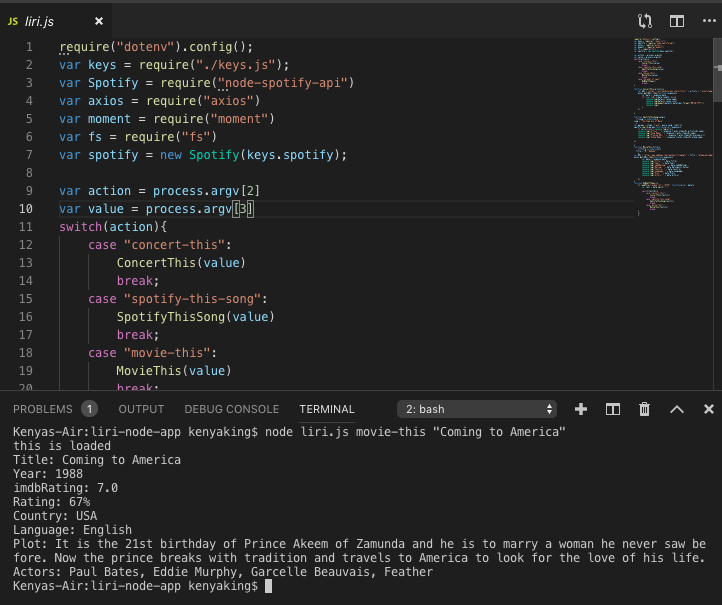 JS liri.js ×
1 require("dotenv").config();
2 var keys = require("./keys.js");
3 var Spotify = require("node-spotify-api")
4 var axios = require("axios")
5 var moment = require("moment")
6 var fs = require("fs")
7 var spotify = new Spotify(keys.spotify);
8
9 var action = process.argv[2]
10 var value = process.argv[3]
11 switch(action){
12 case "concert-this":
13 ConcertThis(value)
14 break;
15 case "spotify-this-song":
16 SpotifyThisSong(value)
17 break;
18 case "movie-this":
19 MovieThis(value)
20 break;
PROBLEMS 1 OUTPUT DEBUG CONSOLE TERMINAL 2: bash
Kenyas-Air:liri-node-app kenyaking$ node liri.js movie-this "Coming to America"
this is loaded
Title: Coming to America
Year: 1988
imdbRating: 7.0
Rating: 67%
Country: USA
Language: English
Plot: It is the 21st birthday of Prince Akeem of Zamunda and he is to marry a woman he never saw be
fore. Now the prince breaks with tradition and travels to America to look for the love of his life.
Actors: Paul Bates, Eddie Murphy, Garcelle Beauvais, Feather
Kenyas-Air:liri-node-app kenyaking$